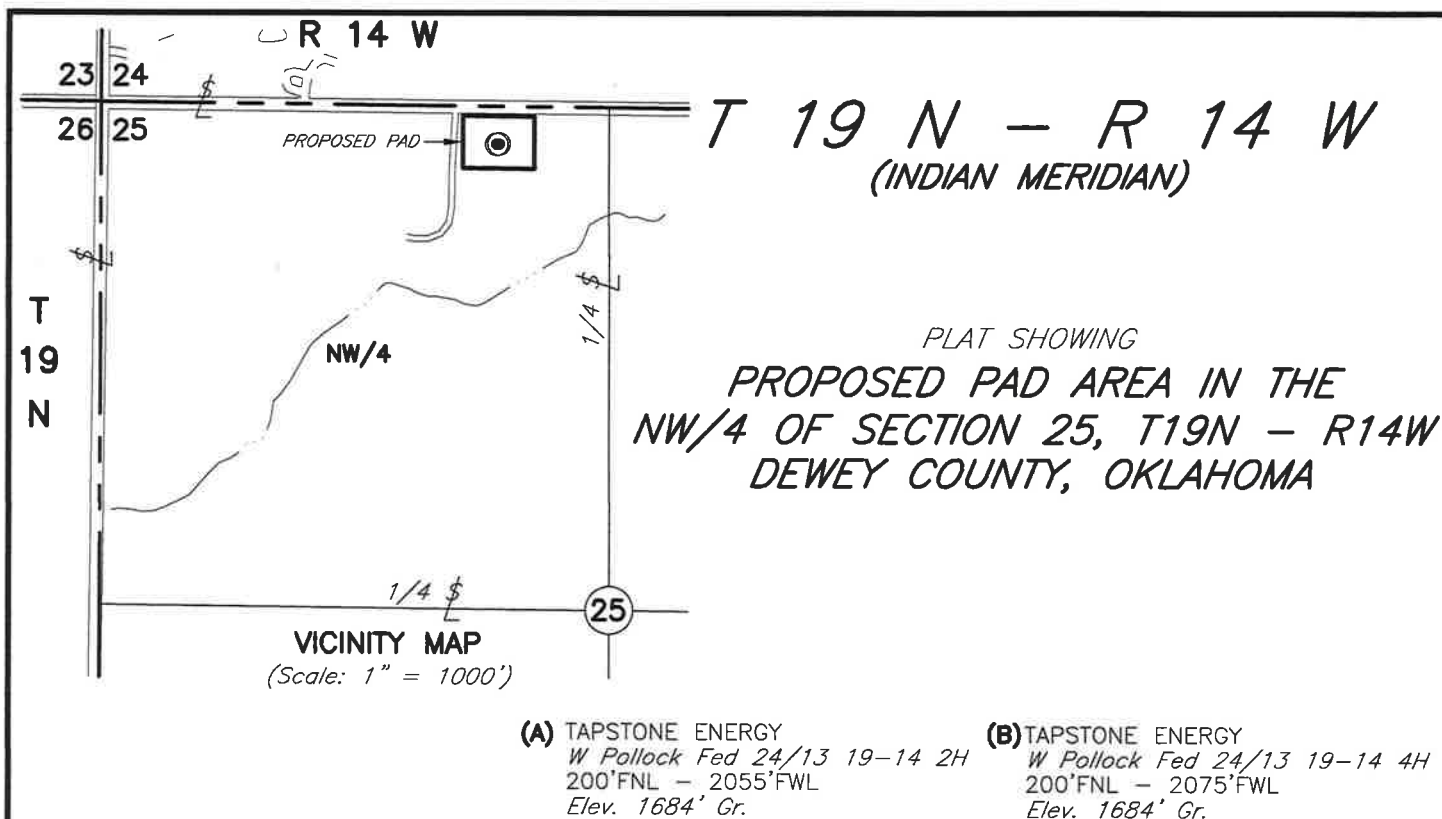 R 14 W
23 24
26 25
PROPOSED PAD
T
19
N
NW/4
1/4
1/4
25
VICINITY MAP
(Scale: 1" = 1000')
T 19 N – R 14 W
(INDIAN MERIDIAN)
PLAT SHOWING
PROPOSED PAD AREA IN THE
NW/4 OF SECTION 25, T19N – R14W
DEWEY COUNTY, OKLAHOMA
(A) TAPSTONE ENERGY
W Pollock Fed 24/13 19-14 2H
200'FNL – 2055'FWL
Elev. 1684' Gr.
(B) TAPSTONE ENERGY
W Pollock Fed 24/13 19-14 4H
200'FNL – 2075'FWL
Elev. 1684' Gr.